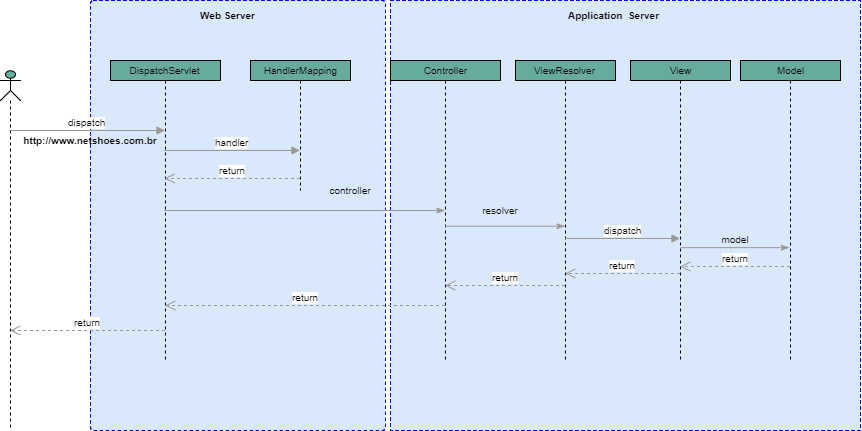 Web Server
Application Server
DispatchServlet
HandlerMapping
Controller
ViewResolver
View
Model
dispatch
http://www.netshoes.com.br
handler
return
controller
resolver
dispatch
model
return
return
return
return
return